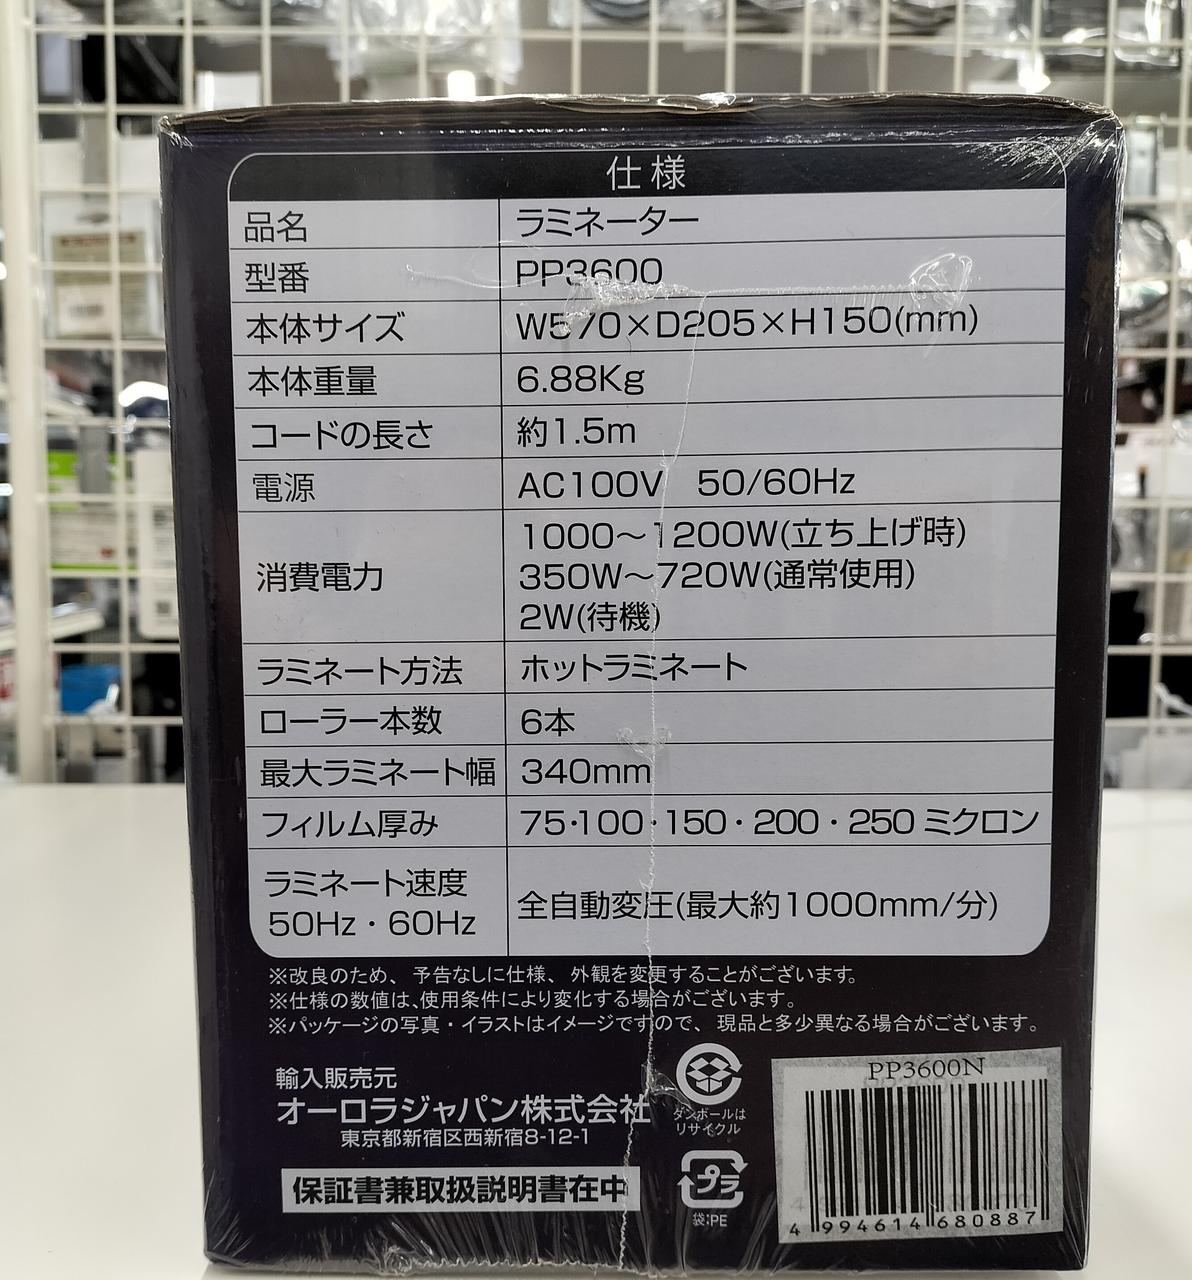 仕様
品名 ラミネーター
型番 PP3600
本体サイズ W570×D205×H150(mm)
本体重量 6.88Kg
コードの長さ 約1.5m
電源 AC100V 50/60Hz
消費電力 1000～1200W(立ち上げ時)
350W～720W(通常使用)
2W(待機)
ラミネート方法 ホットラミネート
ローラー本数 6本
最大ラミネート幅 340mm
フィルム厚み 75・100・150・200・250ミクロン
ラミネート速度
50Hz・60Hz 全自動変圧(最大約1000mm/分)
※改良のため、予告なしに仕様、外観を変更することがございます。
※仕様の数値は、使用条件により変化する場合がございます。
※パッケージの写真・イラストはイメージですので、現品と多少異なる場合がございます。
輸入販売元
オーロラジャパン株式会社
東京都新宿区西新宿8-12-1
保証書兼取扱説明書在中
ダンボールは
リサイクル
プラ
袋:PE
PP3600N
4 994614 680887